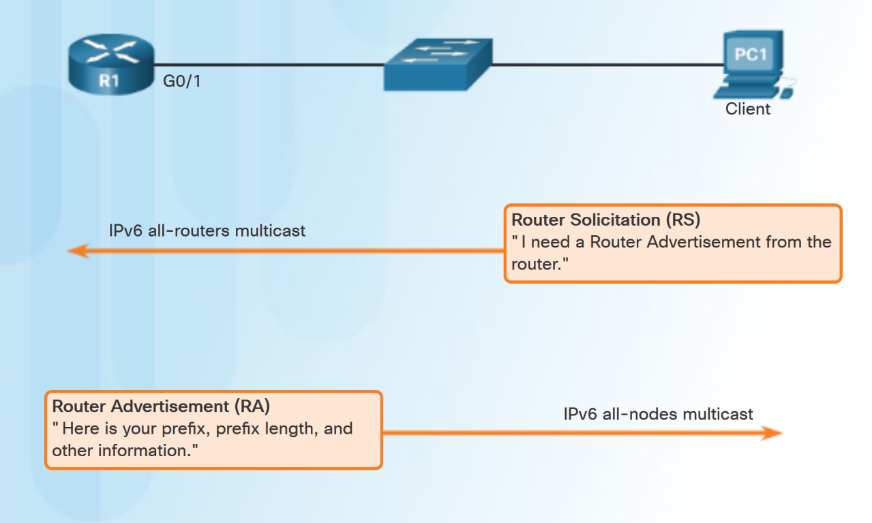 R1
G0/1
PC1
Client
IPv6 all-routers multicast
Router Solicitation (RS)
"I need a Router Advertisement from the
router."
Router Advertisement (RA)
"Here is your prefix, prefix length, and
other information."
IPv6 all-nodes multicast